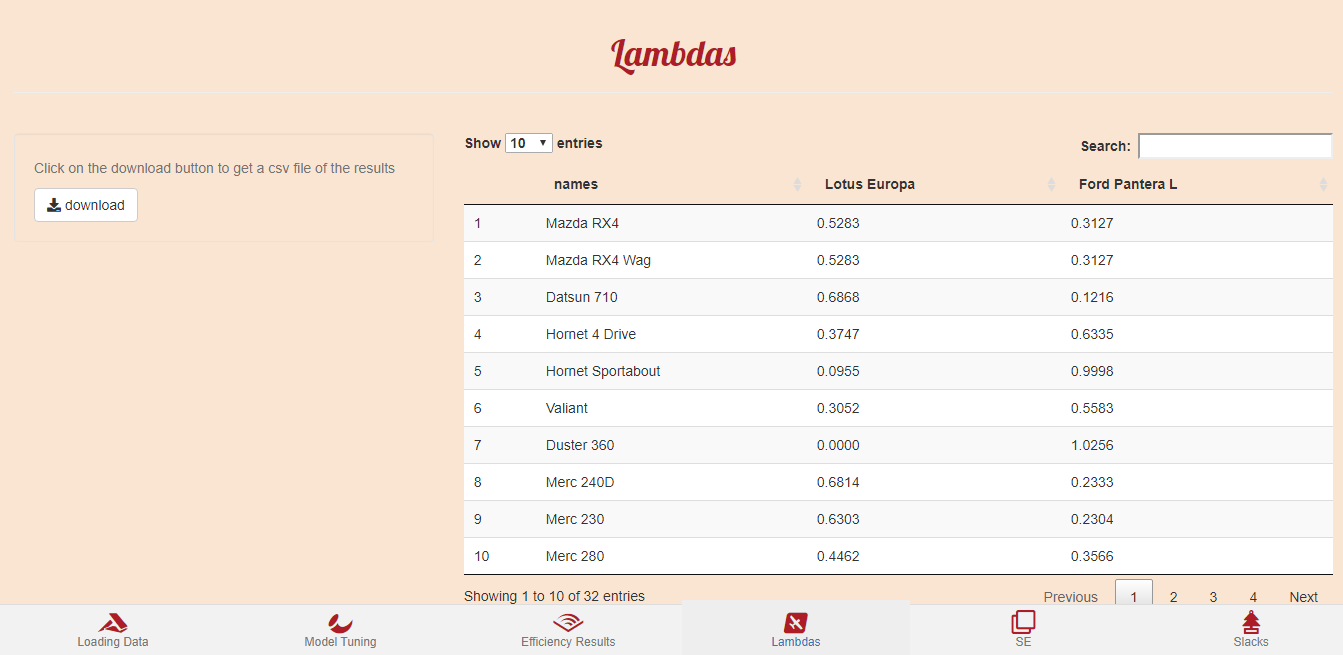 Lambdas
Click on the download button to get a csv file of the results
download
Show 10 entries
Search:
names Lotus Europa Ford Pantera L
1 Mazda RX4 0.5283 0.3127
2 Mazda RX4 Wag 0.5283 0.3127
3 Datsun 710 0.6868 0.1216
4 Hornet 4 Drive 0.3747 0.6335
5 Hornet Sportabout 0.0955 0.9998
6 Valiant 0.3052 0.5583
7 Duster 360 0.0000 1.0256
8 Merc 240D 0.6814 0.2333
9 Merc 230 0.6303 0.2304
10 Merc 280 0.4462 0.3566
Showing 1 to 10 of 32 entries
Previous 1 2 3 4 Next
Loading Data Model Tuning Efficiency Results Lambdas SE Slacks